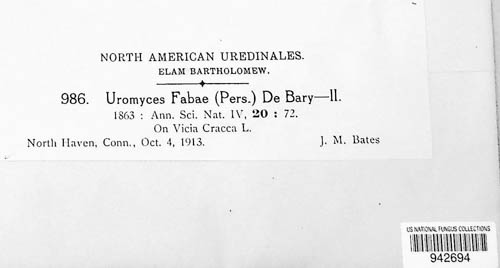 NORTH AMERICAN UREDINALES.
ELAM BARTHOLOMEW.
986. Uromyces Fabae (Pers.) De Bary—II.
1863 : Ann. Sci. Nat. IV, 20 : 72.
On Vicia Cracca L.
North Haven, Conn., Oct. 4, 1913. J. M. Bates
US NATIONAL FUNGUS COLLECTIONS
942694